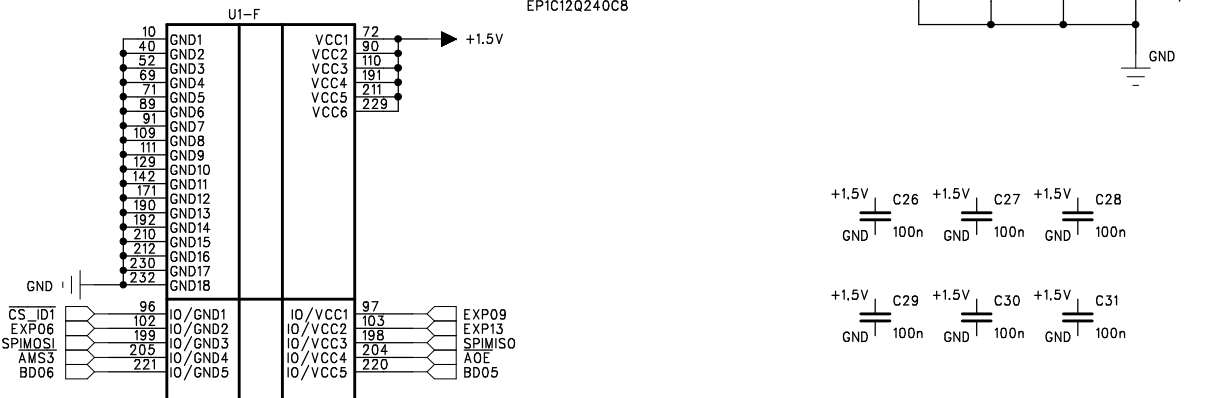 EP1C12Q240C8
U1-F
10 GND1 VCC1 72 +1.5V
40 GND2 VCC2 90
52 GND3 VCC3 110
69 GND4 VCC4 191
71 GND5 VCC5 211
89 GND6 VCC6 229
91 GND7
109 GND8
111 GND9
129 GND10
142 GND11
171 GND12
190 GND13
192 GND14
210 GND15
212 GND16
230 GND17
232 GND18
GND
CS_ID1 96 IO/GND1 IO/VCC1 97 EXP09
EXP06 102 IO/GND2 IO/VCC2 103 EXP13
SPIMOSI 199 IO/GND3 IO/VCC3 198 SPIMISO
AMS3 205 IO/GND4 IO/VCC4 204 AOE
BD06 221 IO/GND5 IO/VCC5 220 BD05
GND
+1.5V C26 +1.5V C27 +1.5V C28
GND 100n GND 100n GND 100n
+1.5V C29 +1.5V C30 +1.5V C31
GND 100n GND 100n GND 100n